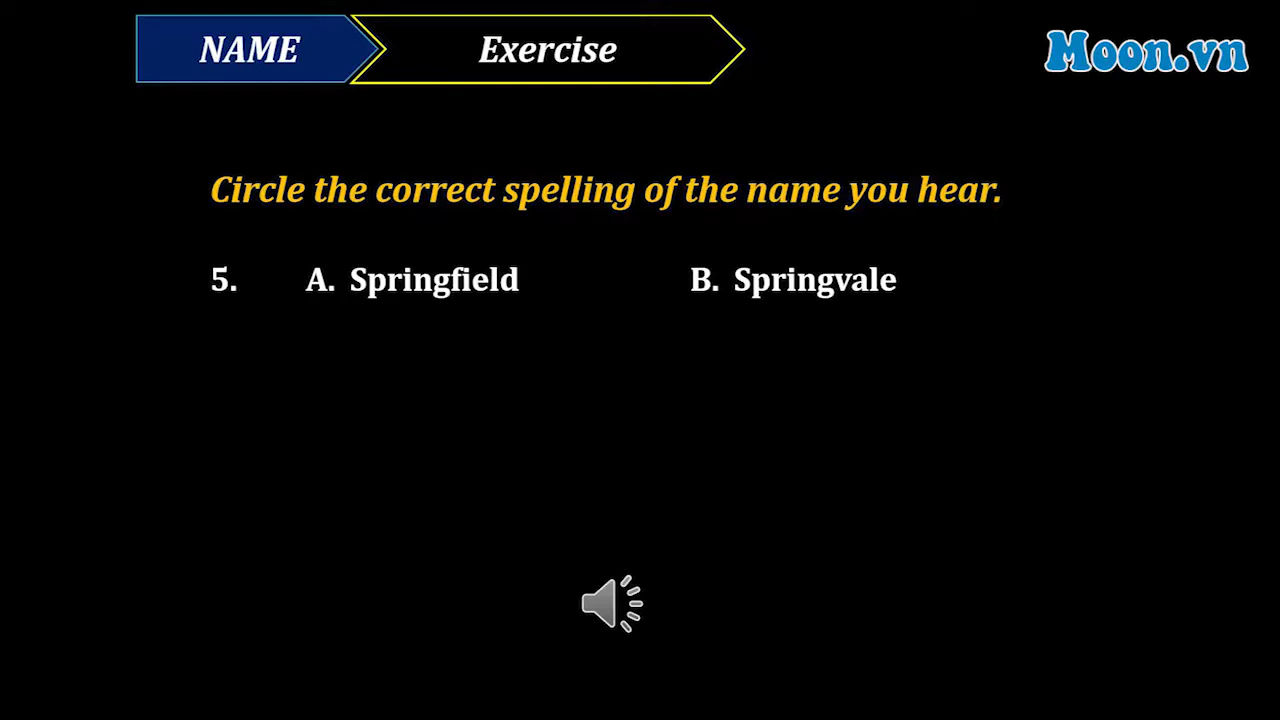 NAME Exercise Moon.vn
Circle the correct spelling of the name you hear.
5. A. Springfield B. Springvale